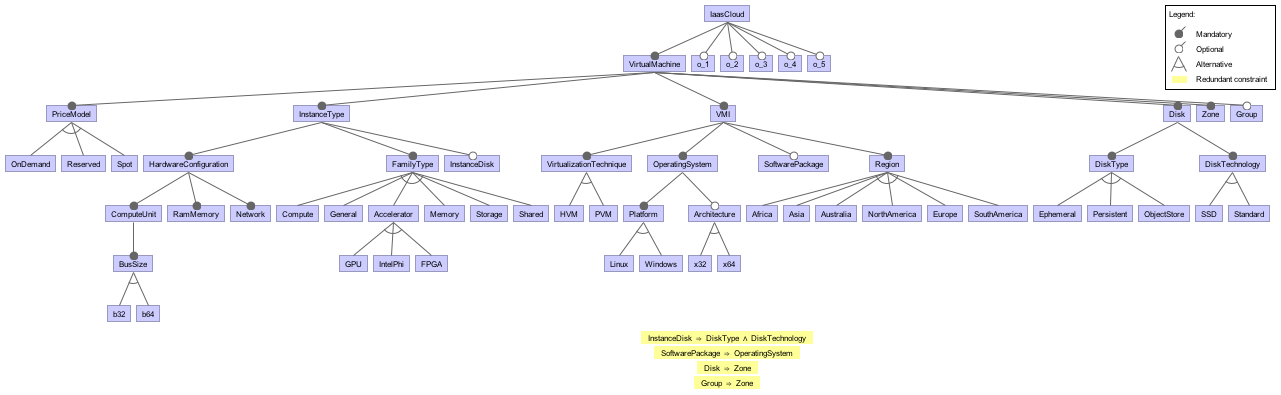 IaasCloud
Legend:
Mandatory
Optional
Alternative
Redundant constraint
VirtualMachine o_1 o_2 o_3 o_4 o_5
PriceModel InstanceType VMI Disk Zone Group
OnDemand Reserved Spot HardwareConfiguration FamilyType InstanceDisk VirtualizationTechnique OperatingSystem SoftwarePackage Region DiskType DiskTechnology
ComputeUnit RamMemory Network Compute General Accelerator Memory Storage Shared HVM PVM Platform Architecture Africa Asia Australia NorthAmerica Europe SouthAmerica Ephemeral Persistent ObjectStore SSD Standard
BusSize GPU IntelPhi FPGA Linux Windows x32 x64
b32 b64
InstanceDisk ⇒ DiskType ∧ DiskTechnology
SoftwarePackage ⇒ OperatingSystem
Disk ⇒ Zone
Group ⇒ Zone